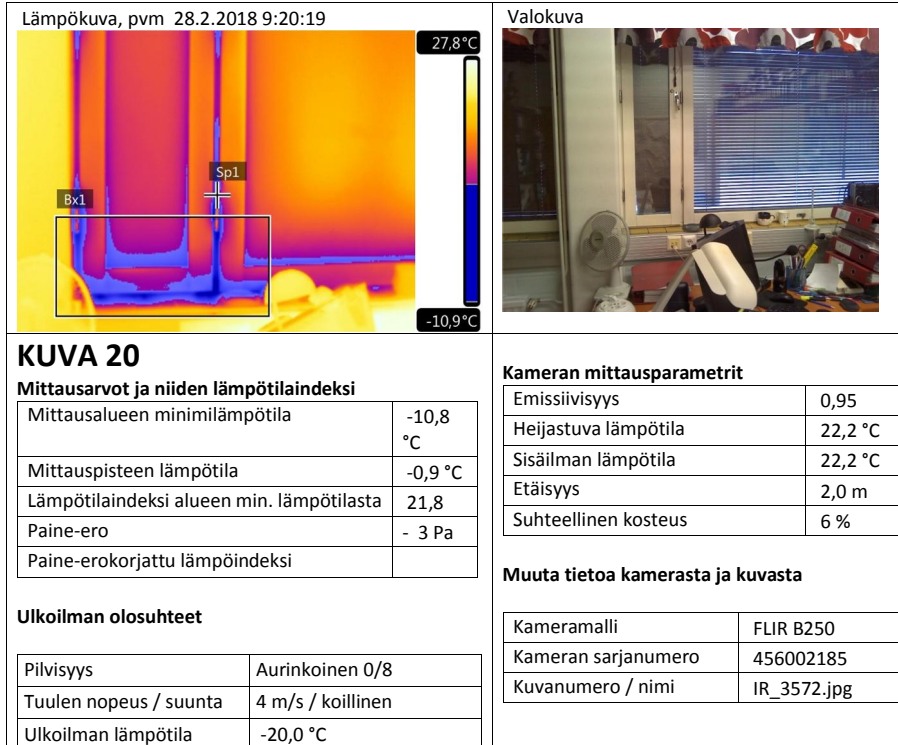 Lämpökuva, pvm  28.2.2018 9:20:19
27,8°C
Sp1
Bx1
-10,9°C
Valokuva
KUVA 20
Mittausarvot ja niiden lämpötilaindeksi
Mittausalueen minimilämpötila -10,8
°C
Mittauspisteen lämpötila -0,9 °C
Lämpötilaindeksi alueen min. lämpötilasta 21,8
Paine-ero - 3 Pa
Paine-erokorjattu lämpöindeksi
Ulkoilman olosuhteet
Pilvisyys Aurinkoinen 0/8
Tuulen nopeus / suunta 4 m/s / koillinen
Ulkoilman lämpötila -20,0 °C
Kameran mittausparametrit
Emissiivisyys 0,95
Heijastuva lämpötila 22,2 °C
Sisäilman lämpötila 22,2 °C
Etäisyys 2,0 m
Suhteellinen kosteus 6 %
Muuta tietoa kamerasta ja kuvasta
Kameramalli FLIR B250
Kameran sarjanumero 456002185
Kuvanumero / nimi IR_3572.jpg